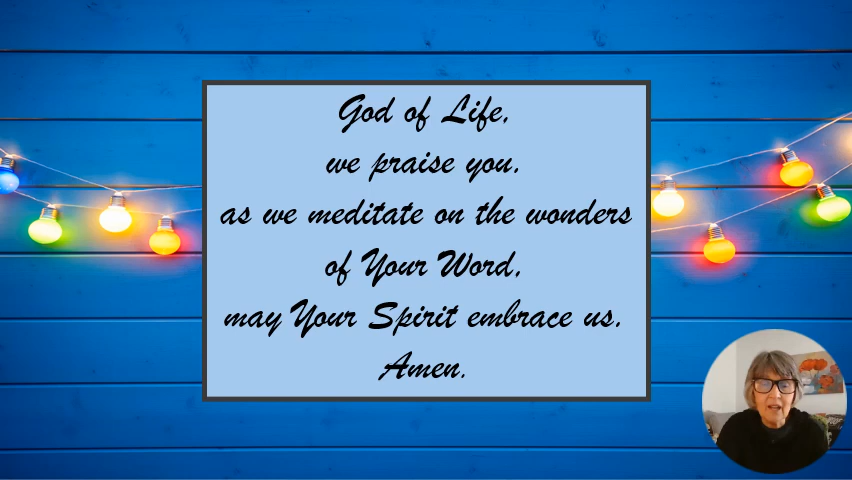 God of Life,
we praise you.
as we meditate on the wonders
of Your Word,
may Your Spirit embrace us.
Amen.